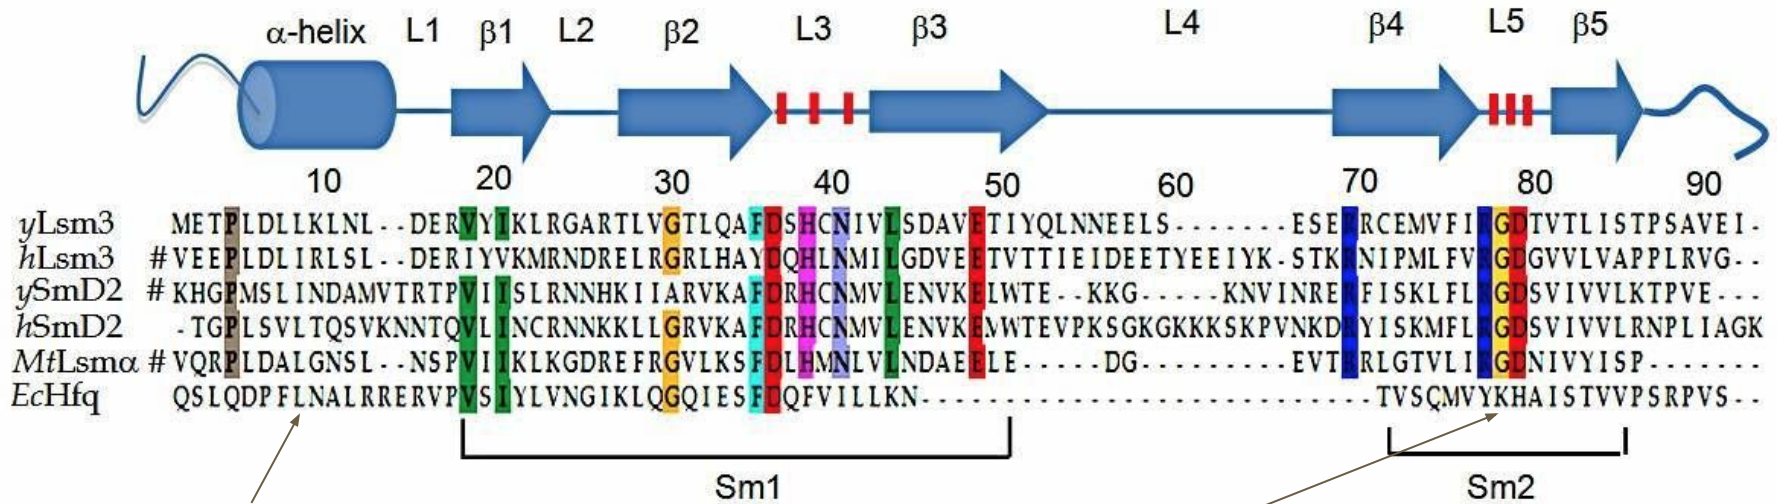 α-helix L1 β1 L2 β2 L3 β3 L4 β4 L5 β5
10 20 30 40 50 60 70 80 90
yLsm3 METPLDLLKLNL--DERVYIKLRGARTLVGTLQAFDSHCNIVLSDAVETIYQLNNEELS-------ESERRCEMVFIRGDTVTLISTPSAVEI-
hLsm3 #VEEPLDLIRLSL--DERIYVKMRNDRELRGRLHAYDQHLNMILGDVEETVTTIEIDEETYEEIYK-STKRNIPMLFVRGDGVVLVAPPLRVG--
ySmD2 #KHGPMSLINDAMVTRTPVIISLRNNHKIIARVKAFDRHCNMVLENVKELWTE--KKG-----KNVINRERFISKLFLRGDSVIVVLKTPVE---
hSmD2 -TGPLSVLTQSVKNNTQVLINCRNNKKLLGRVKAFDRHCNMVLENVKEMWTEVPKSGKGKKKSKPVNKDRYISKMFLRGDSVIVVLRNPLIAGK
MtLsmα #VQRPLDALGNSL--NSPVIIKLKGDREFRGVLKSFDLHMNLVLNDAEELE-----DG---------EVTRRLGTVLIRGDNIVYISP-------
EcHfq QSLQDPFLNALRRERVPVSIYLVNGIKLQGQIESFDQFVILLKN--------------------------TVSQMVYKHAISTVVPSRPVS--
Sm1 Sm2